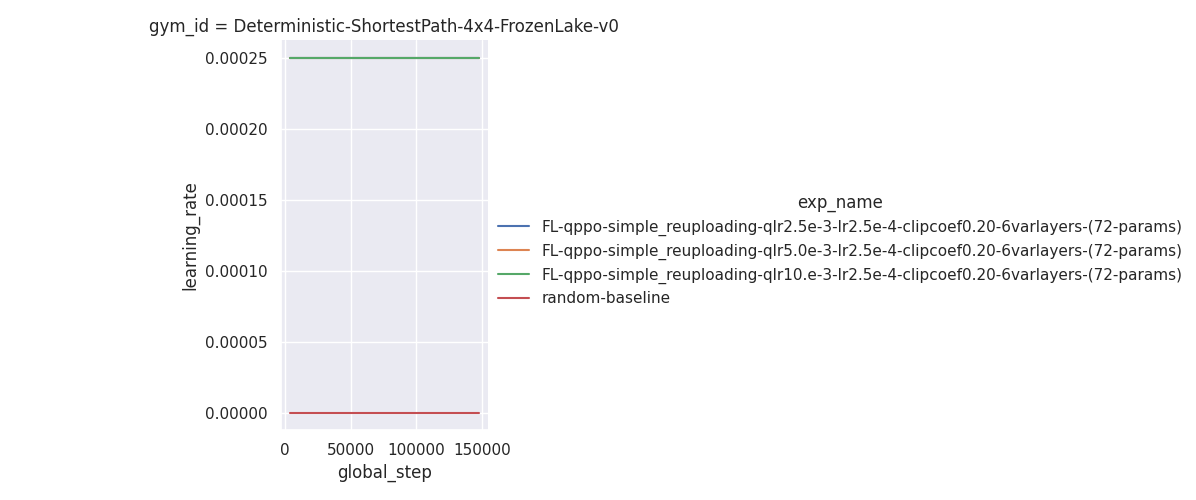 gym_id = Deterministic-ShortestPath-4x4-FrozenLake-v0
0.00025
0.00020
0.00015
0.00010
0.00005
0.00000
learning_rate
0 50000 100000 150000
global_step
exp_name
FL-qppo-simple_reuploading-qlr2.5e-3-lr2.5e-4-clipcoef0.20-6varlayers-(72-params)
FL-qppo-simple_reuploading-qlr5.0e-3-lr2.5e-4-clipcoef0.20-6varlayers-(72-params)
FL-qppo-simple_reuploading-qlr10.e-3-lr2.5e-4-clipcoef0.20-6varlayers-(72-params)
random-baseline